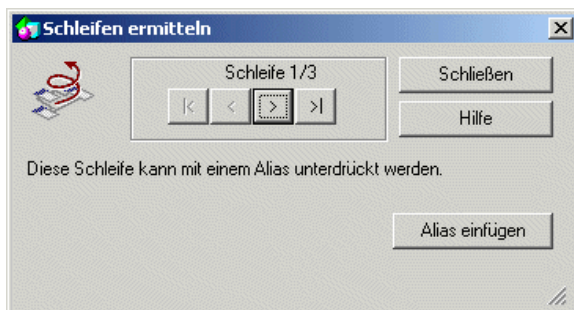 Schleifen ermitteln
Schleife 1/3
|< < > >|
Schließen
Hilfe
Diese Schleife kann mit einem Alias unterdrückt werden.
Alias einfügen